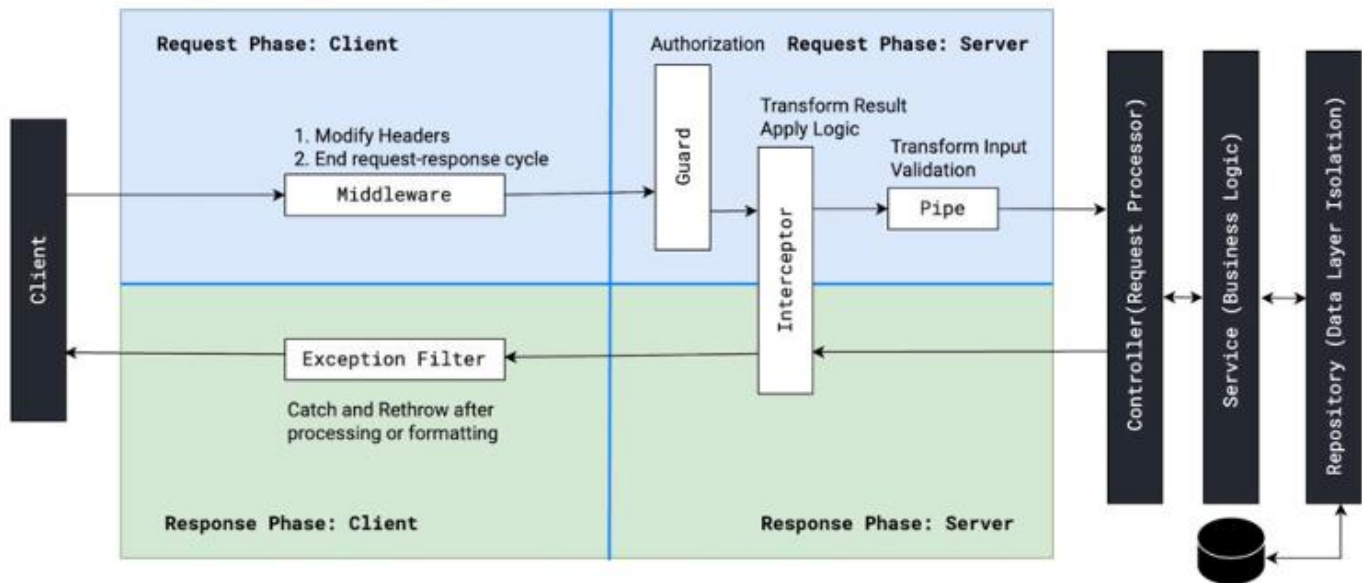 Request Phase: Client
Authorization
Request Phase: Server
1. Modify Headers
2. End request-response cycle
Middleware
Guard
Transform Result
Apply Logic
Interceptor
Transform Input
Validation
Pipe
Client
Exception Filter
Catch and Rethrow after
processing or formatting
Response Phase: Client
Response Phase: Server
Controller(Request Processor)
Service (Business Logic)
Repository (Data Layer Isolation)